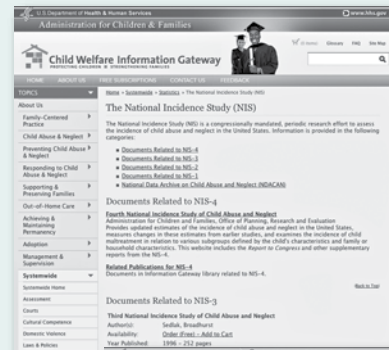 U.S. Department of Health & Human Services
www.hhs.gov
Administration for Children & Families
(0 items) Glossary FAQ Site Map
Child Welfare Information Gateway
PROTECTING CHILDREN STRENGTHENING FAMILIES
HOME ABOUT US FREE SUBSCRIPTIONS CONTACT US FEEDBACK
TOPICS
About Us
Family-Centered
Practice
Child Abuse & Neglect
Preventing Child Abuse
& Neglect
Responding to Child
Abuse & Neglect
Supporting &
Preserving Families
Out-of-Home Care
Achieving &
Maintaining
Permanency
Adoption
Management &
Supervision
Systemwide
Systemwide Home
Assessment
Courts
Cultural Competence
Domestic Violence
Laws & Policies
Home > Systemwide > Statistics > The National Incidence Study (NIS)
The National Incidence Study (NIS)
The National Incidence Study (NIS) is a congressionally mandated, periodic research effort to assess
the incidence of child abuse and neglect in the United States. Information is provided in the following
categories:
Documents Related to NIS-4
Documents Related to NIS-3
Documents Related to NIS-2
Documents Related to NIS-1
National Data Archive on Child Abuse and Neglect (NDACAN)
Documents Related to NIS-4
Fourth National Incidence Study of Child Abuse and Neglect
Administration for Children and Families, Office of Planning, Research and Evaluation
Provides updated estimates of the incidence of child abuse and neglect in the United States,
measures changes in these estimates from earlier studies, and examines the incidence of child
maltreatment in relation to various subgroups defined by the child's characteristics and family or
household characteristics. This website includes the Report to Congress and other supplementary
reports from the NIS-4.
Related Publications for NIS-4
Documents in Information Gateway library related to NIS-4.
Back to Top
Documents Related to NIS-3
Third National Incidence Study of Child Abuse and Neglect
Author(s): Sedlak, Broadhurst
Availability: Order (Free) - Add to Cart
Year Published 1996 - 252 pages